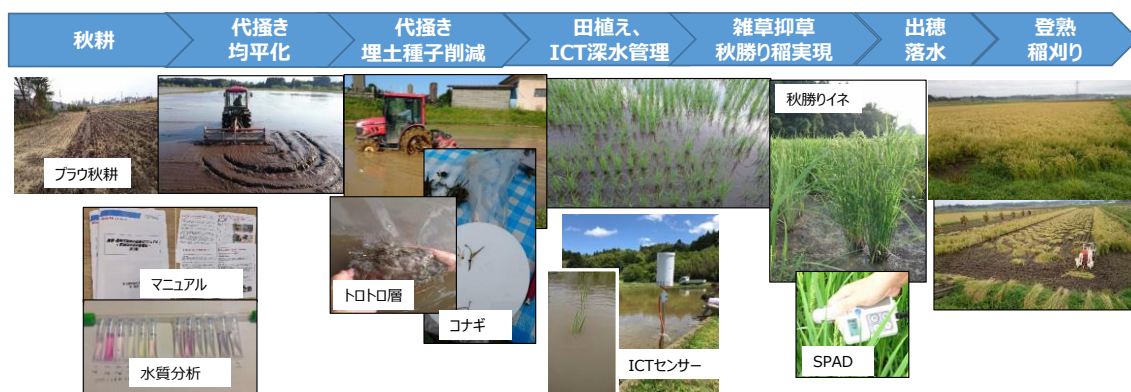 秋耕
代掻き
均平化
代掻き
埋土種子削減
田植え、
ICT深水管理
雑草抑草
秋勝り稲実現
出穂
落水
登熟
稲刈り
プラウ秋耕
マニュアル
水質分析
トロトロ層
コナギ
ICTセンサー
秋勝りイネ
SPAD